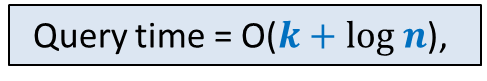 Query time = O(k + log n),